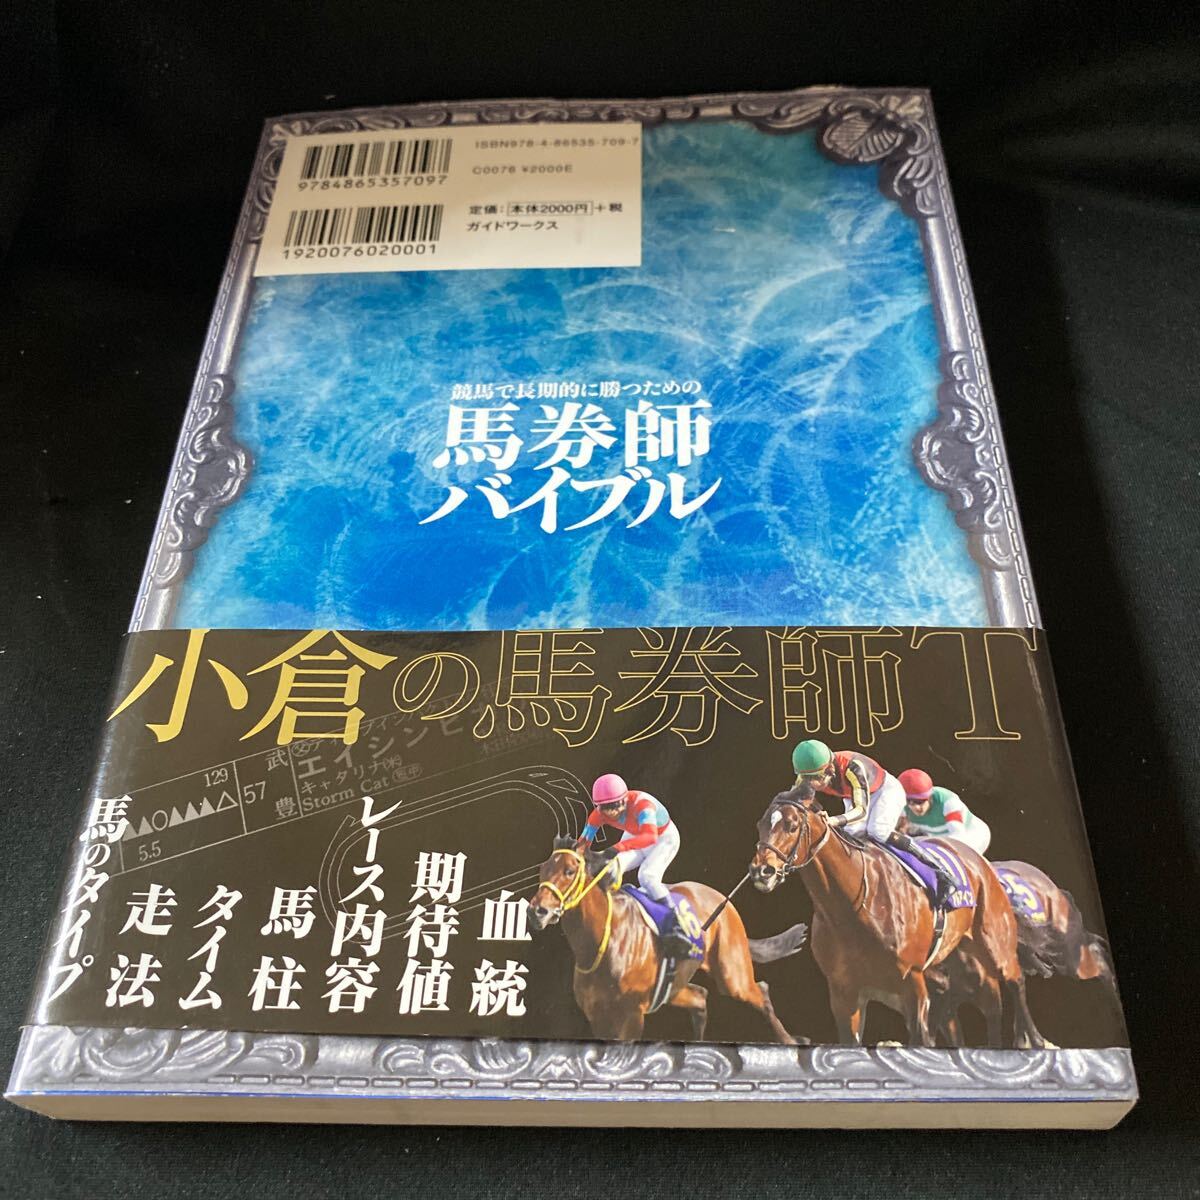 ISBN978-4-86535-709-7
C0076 ¥2000E
定価：本体2000円＋税
ガイドワークス
9784865357097
1920076020001
競馬で長期的に勝つための
馬券師
バイブル
小倉の馬券師T
血統
期待値
レース内容
馬柱
タイム
走法
馬のタイプ
129
57
5.5
武
豊
エイシンヒ
キャタリナ㊍
Storm Cat